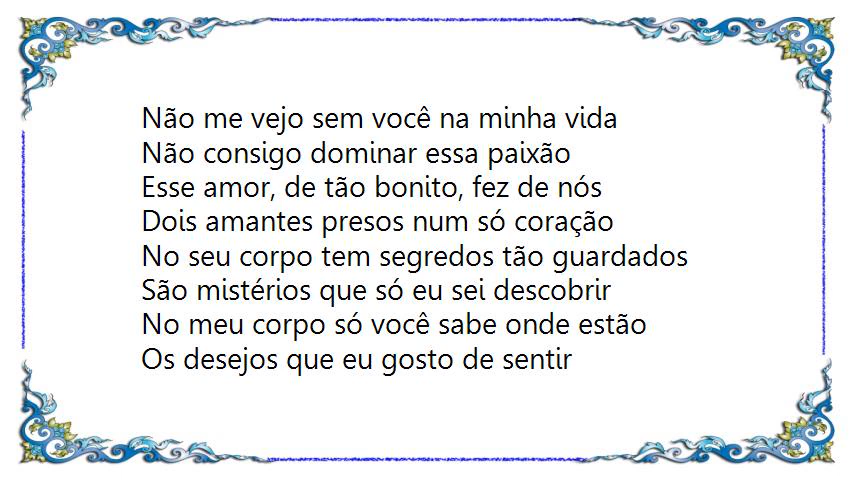 Não me vejo sem você na minha vida
Não consigo dominar essa paixão
Esse amor, de tão bonito, fez de nós
Dois amantes presos num só coração
No seu corpo tem segredos tão guardados
São mistérios que só eu sei descobrir
No meu corpo só você sabe onde estão
Os desejos que eu gosto de sentir